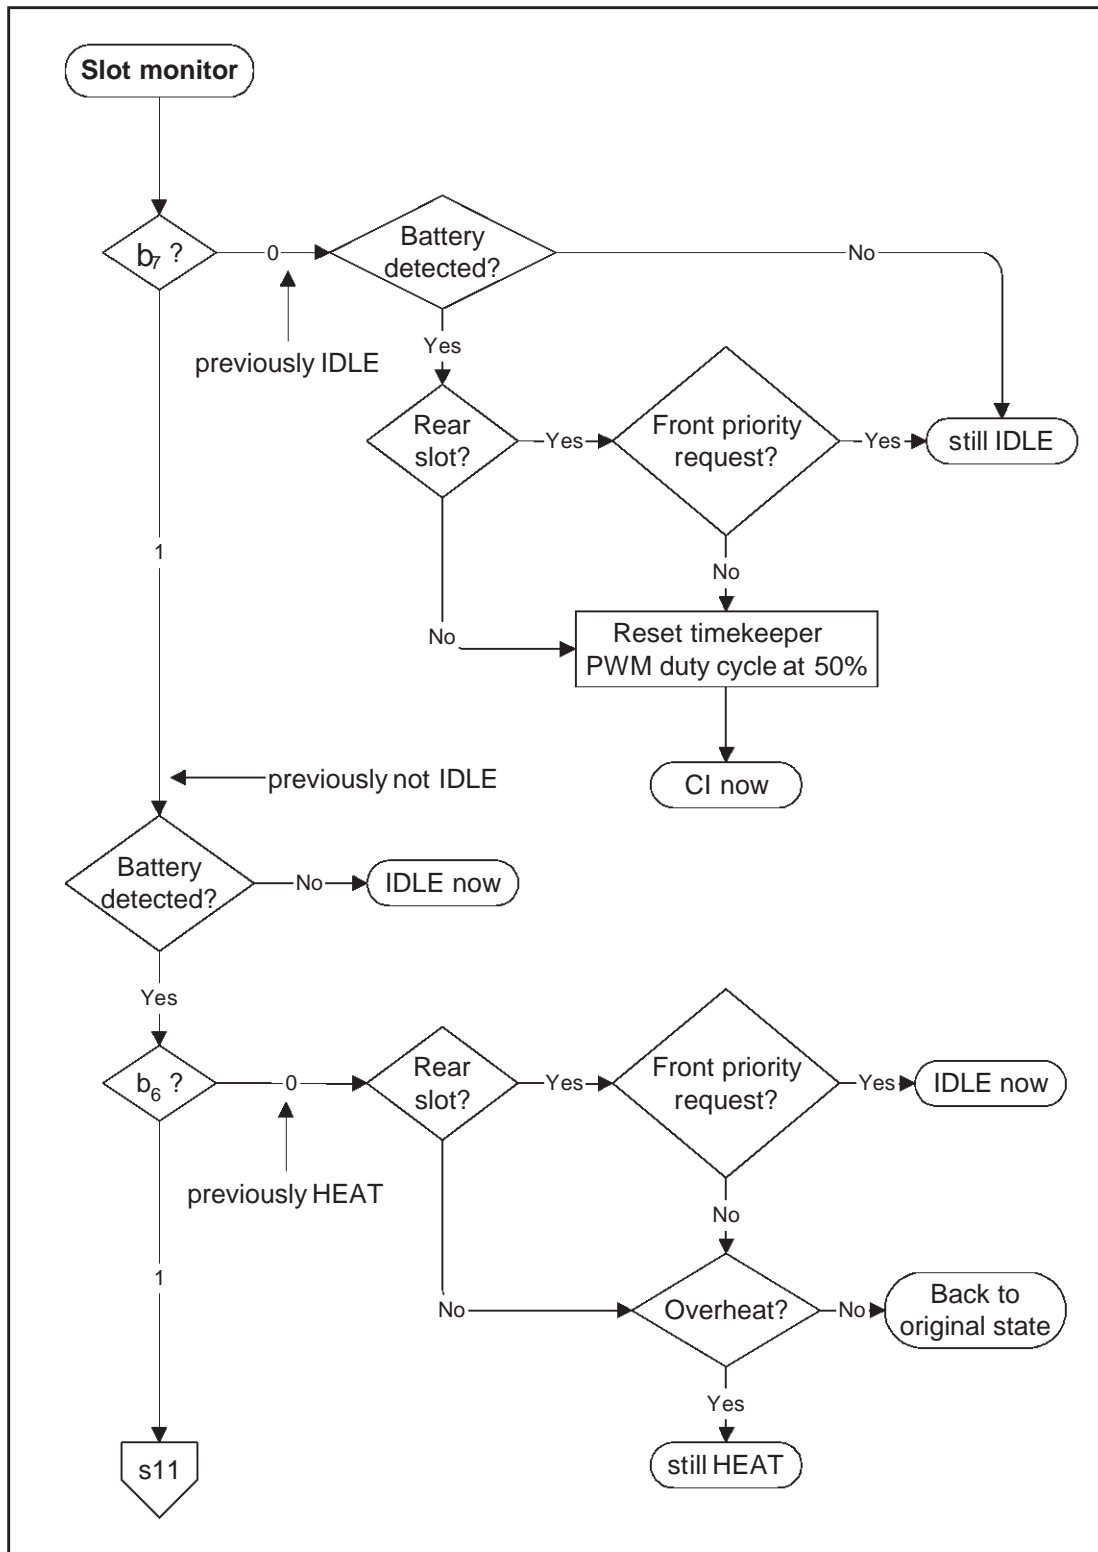 Slot monitor
b7 ?
0
Battery
detected?
No
previously IDLE
Yes
Rear
slot?
Yes
Front priority
request?
Yes
still IDLE
1
No
No
Reset timekeeper
PWM duty cycle at 50%
previously not IDLE
CI now
Battery
detected?
No
IDLE now
Yes
b6 ?
0
Rear
slot?
Yes
Front priority
request?
Yes
IDLE now
previously HEAT
No
1
No
Overheat?
No
Back to
original state
Yes
s11
still HEAT